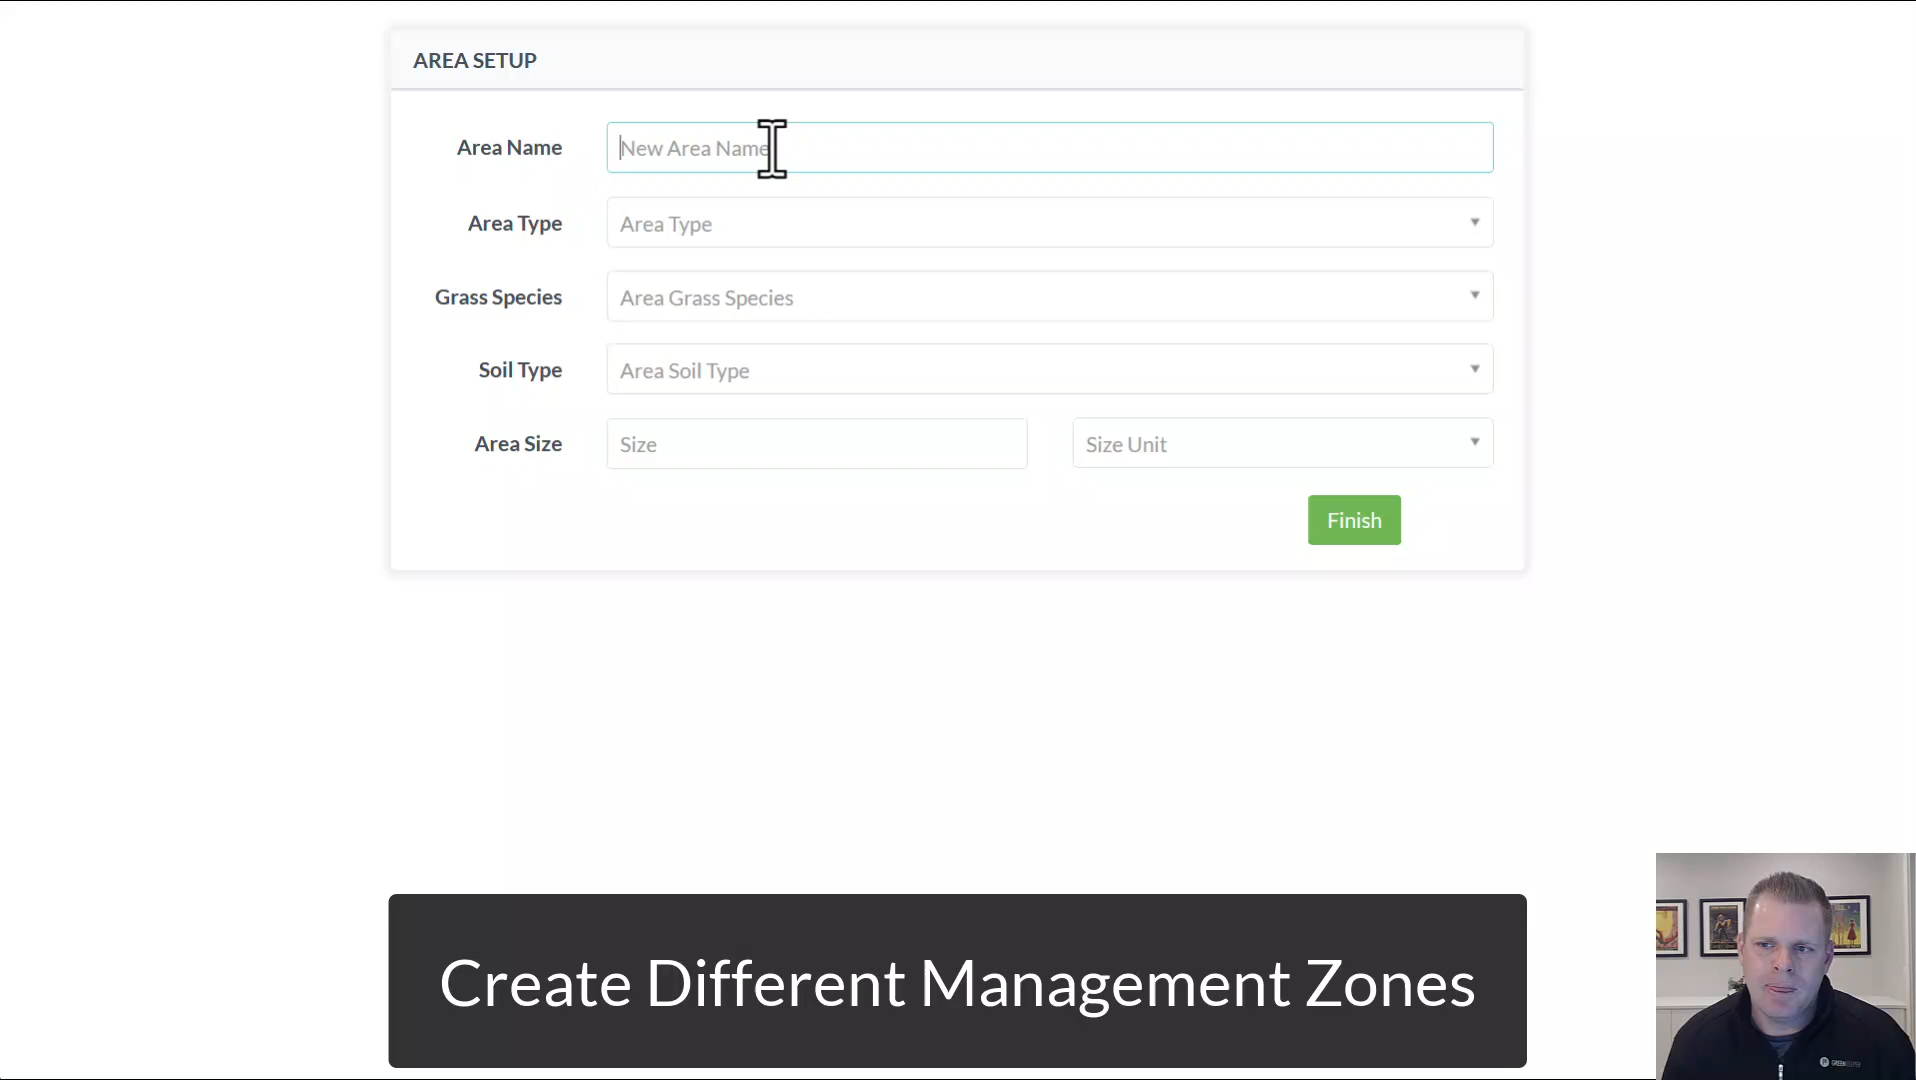 AREA SETUP
Area Name
New Area Name
Area Type
Area Type
Grass Species
Area Grass Species
Soil Type
Area Soil Type
Area Size
Size
Size Unit
Finish
Create Different Management Zones